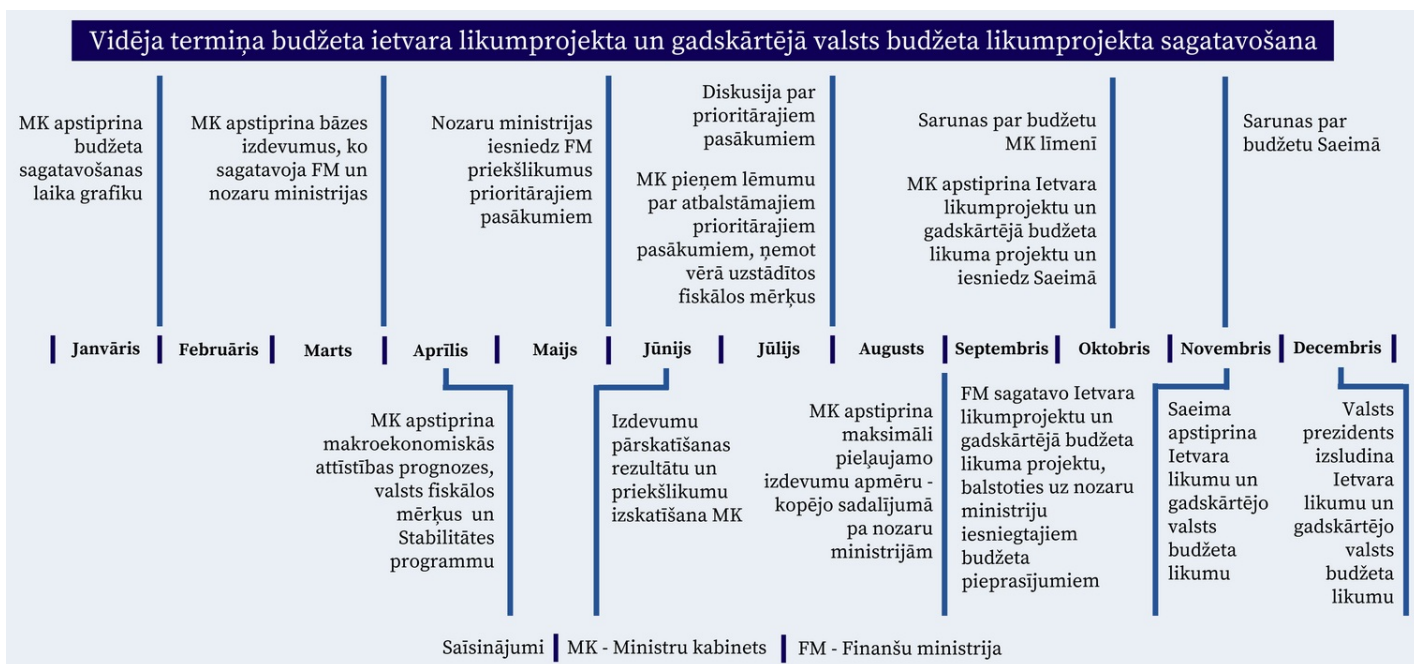 Vidēja termiņa budžeta ietvara likumprojekta un gadskārtējā valsts budžeta likumprojekta sagatavošana
MK apstiprina
budžeta
sagatavošanas
laika grafiku
MK apstiprina bāzes
izdevumus, ko
sagatavoja FM un
nozaru ministrijas
Nozaru ministrijas
iesniedz FM
priekšlikumus
prioritārajiem
pasākumiem
Diskusija par
prioritārajiem
pasākumiem
MK pieņem lēmumu
par atbalstāmajiem
prioritārajiem
pasākumiem, ņemot
vērā uzstādītos
fiskālos mērķus
Sarunas par budžetu
MK līmenī
MK apstiprina Ietvara
likumprojektu un
gadskārtējā budžeta
likuma projektu un
iesniedz Saeimā
Sarunas par
budžetu Saeimā
Janvāris Februāris Marts Aprīlis Maijs Jūnijs Jūlijs Augusts Septembris Oktobris Novembris Decembris
MK apstiprina
makroekonomiskās
attīstības prognozes,
valsts fiskālos
mērķus un
Stabilitātes
programmu
Izdevumu
pārskatīšanas
rezultātu un
priekšlikumu
izskatīšana MK
MK apstiprina
maksimāli
pieļaujamo
izdevumu apmēru -
kopējo sadalījumā
pa nozaru
ministrijām
FM sagatavo Ietvara
likumprojektu un
gadskārtējā budžeta
likuma projektu,
balstoties uz nozaru
ministriju
iesniegtajiem
budžeta
pieprasījumiem
Saeima
apstiprina
Ietvara
likumu un
gadskārtējo
valsts
budžeta
likumu
Valsts
prezidents
izsludina
Ietvara
likumu un
gadskārtējo
valsts
budžeta
likumu
Saīsinājumi MK - Ministru kabinets FM - Finanšu ministrija